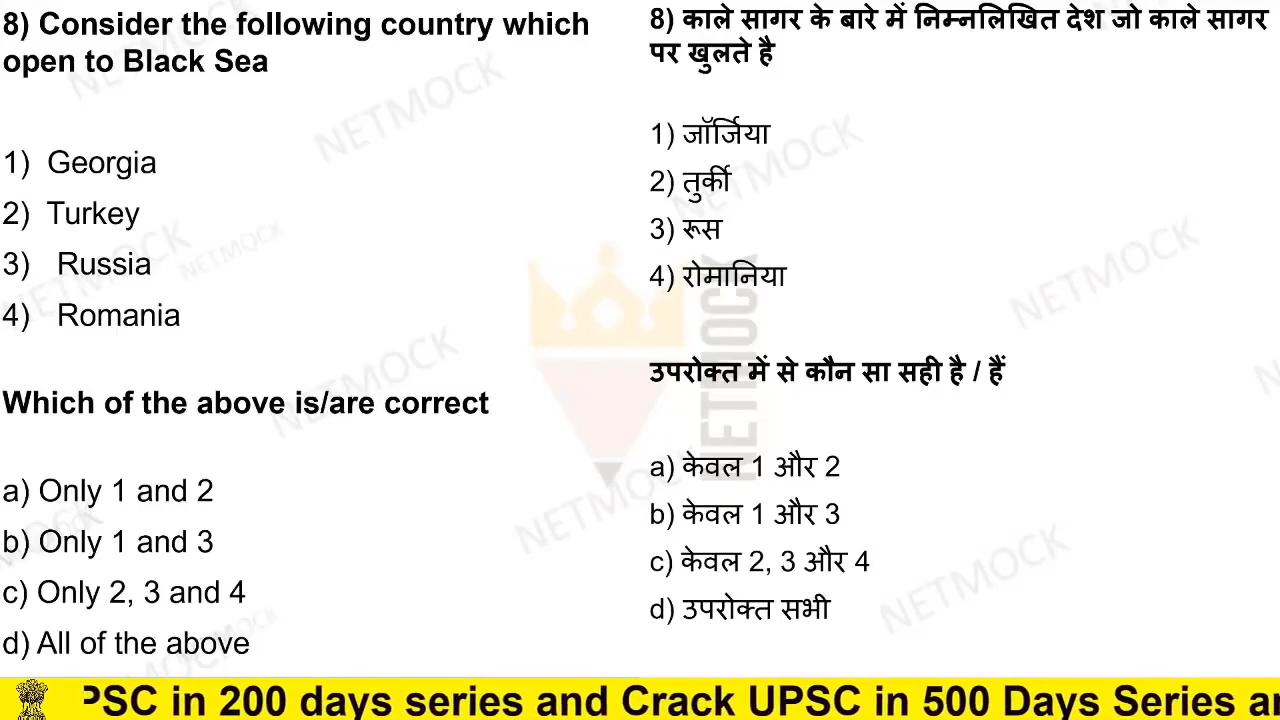 8) Consider the following country which
open to Black Sea
1) Georgia
2) Turkey
3) Russia
4) Romania
Which of the above is/are correct
a) Only 1 and 2
b) Only 1 and 3
c) Only 2, 3 and 4
d) All of the above
8) काले सागर के बारे में निम्नलिखित देश जो काले सागर
पर खुलते है
1) जॉर्जिया
2) तुर्की
3) रूस
4) रोमानिया
उपरोक्त में से कौन सा सही है / हैं
a) केवल 1 और 2
b) केवल 1 और 3
c) केवल 2, 3 और 4
d) उपरोक्त सभी
NETMOCK
PSC in 200 days series and Crack UPSC in 500 Days Series